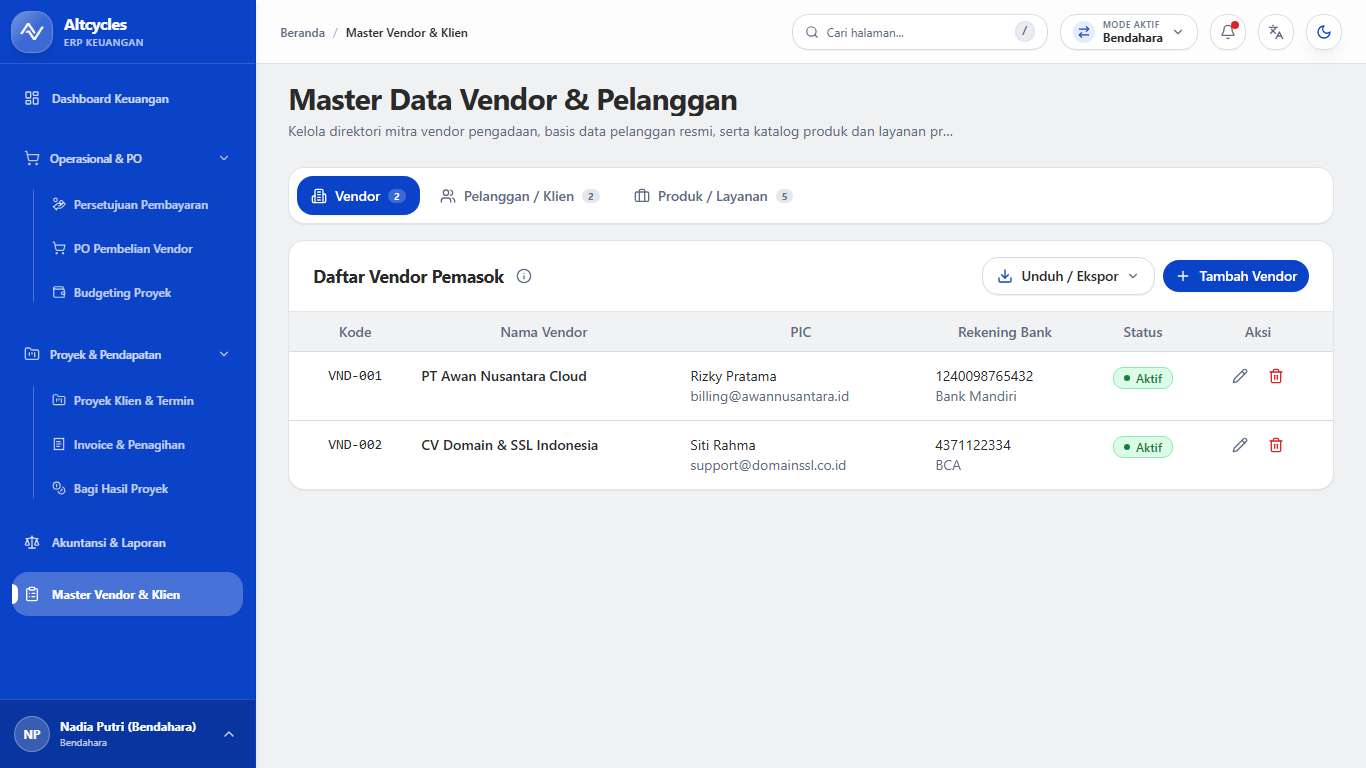 Altcycles
ERP KEUANGAN
Dashboard Keuangan
Operasional & PO
Persetujuan Pembayaran
PO Pembelian Vendor
Budgeting Proyek
Proyek & Pendapatan
Proyek Klien & Termin
Invoice & Penagihan
Bagi Hasil Proyek
Akuntansi & Laporan
Master Vendor & Klien
NP
Nadia Putri (Bendahara)
Bendahara
Beranda / Master Vendor & Klien
Cari halaman... /
MODE AKTIF
Bendahara
Master Data Vendor & Pelanggan
Kelola direktori mitra vendor pengadaan, basis data pelanggan resmi, serta katalog produk dan layanan pr...
Vendor 2 Pelanggan / Klien 2 Produk / Layanan 5
Daftar Vendor Pemasok Unduh / Ekspor + Tambah Vendor
Kode Nama Vendor PIC Rekening Bank Status Aksi
VND-001 PT Awan Nusantara Cloud Rizky Pratama 1240098765432 Aktif
billing@awannusantara.id Bank Mandiri
VND-002 CV Domain & SSL Indonesia Siti Rahma 4371122334 Aktif
support@domainssl.co.id BCA